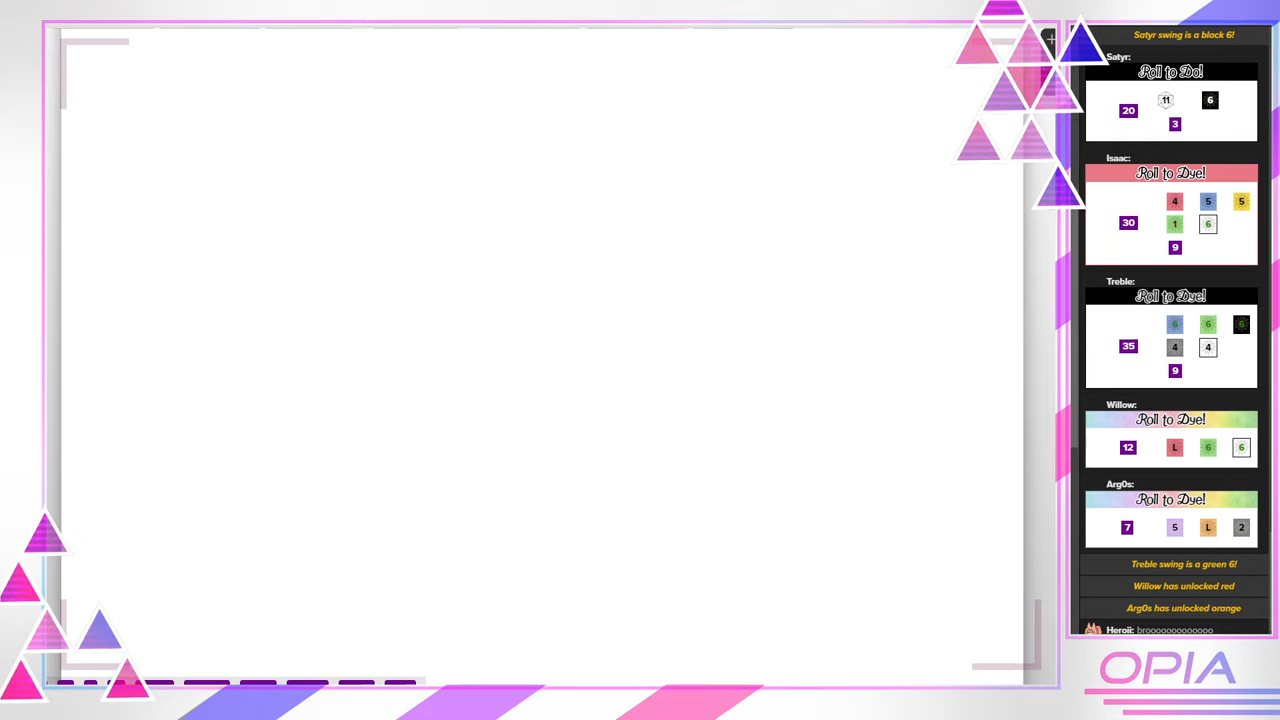 +
Satyr swing is a black 6!
Satyr:
Roll to Do!
20 11 6
3
Isaac:
Roll to Dye!
4 5 5
30
1 6
9
Treble:
Roll to Dye!
6 6 6
35
4 4
9
Willow:
Roll to Dye!
12 L 6 6
Arg0s:
Roll to Dye!
7 5 L 2
Treble swing is a green 6!
Willow has unlocked red
Arg0s has unlocked orange
Heroii: brooooooooooooo
OPIA